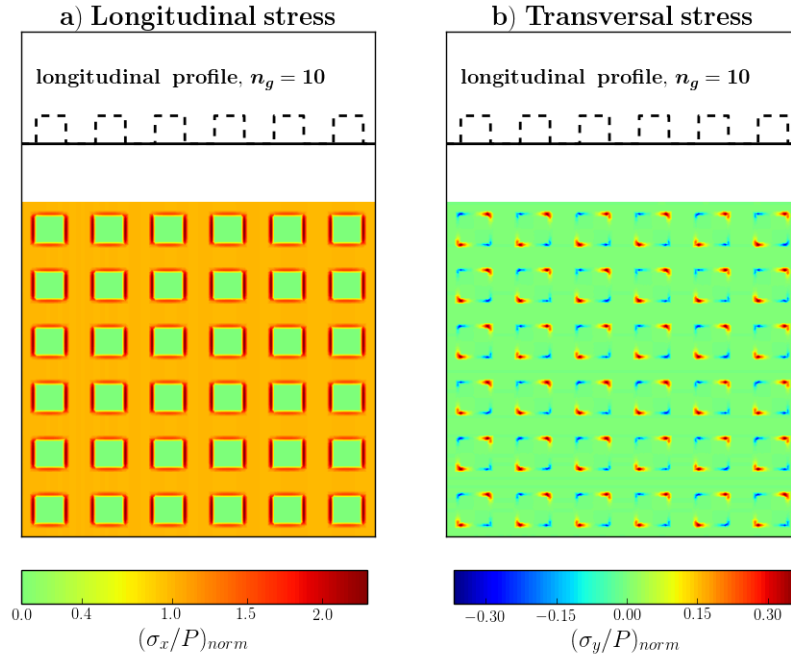 a) Longitudinal stress
b) Transversal stress
longitudinal profile, n_g = 10
longitudinal profile, n_g = 10
0.0 0.4 1.0 1.5 2.0
-0.30 -0.15 0.00 0.15 0.30
(σ_x/P)_norm
(σ_y/P)_norm